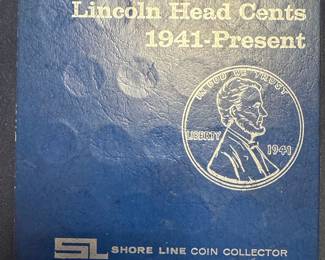 Lincoln Head Cents
1941-Present
IN GOD WE TRUST
LIBERTY
1941
SL SHORE LINE COIN COLLECTOR